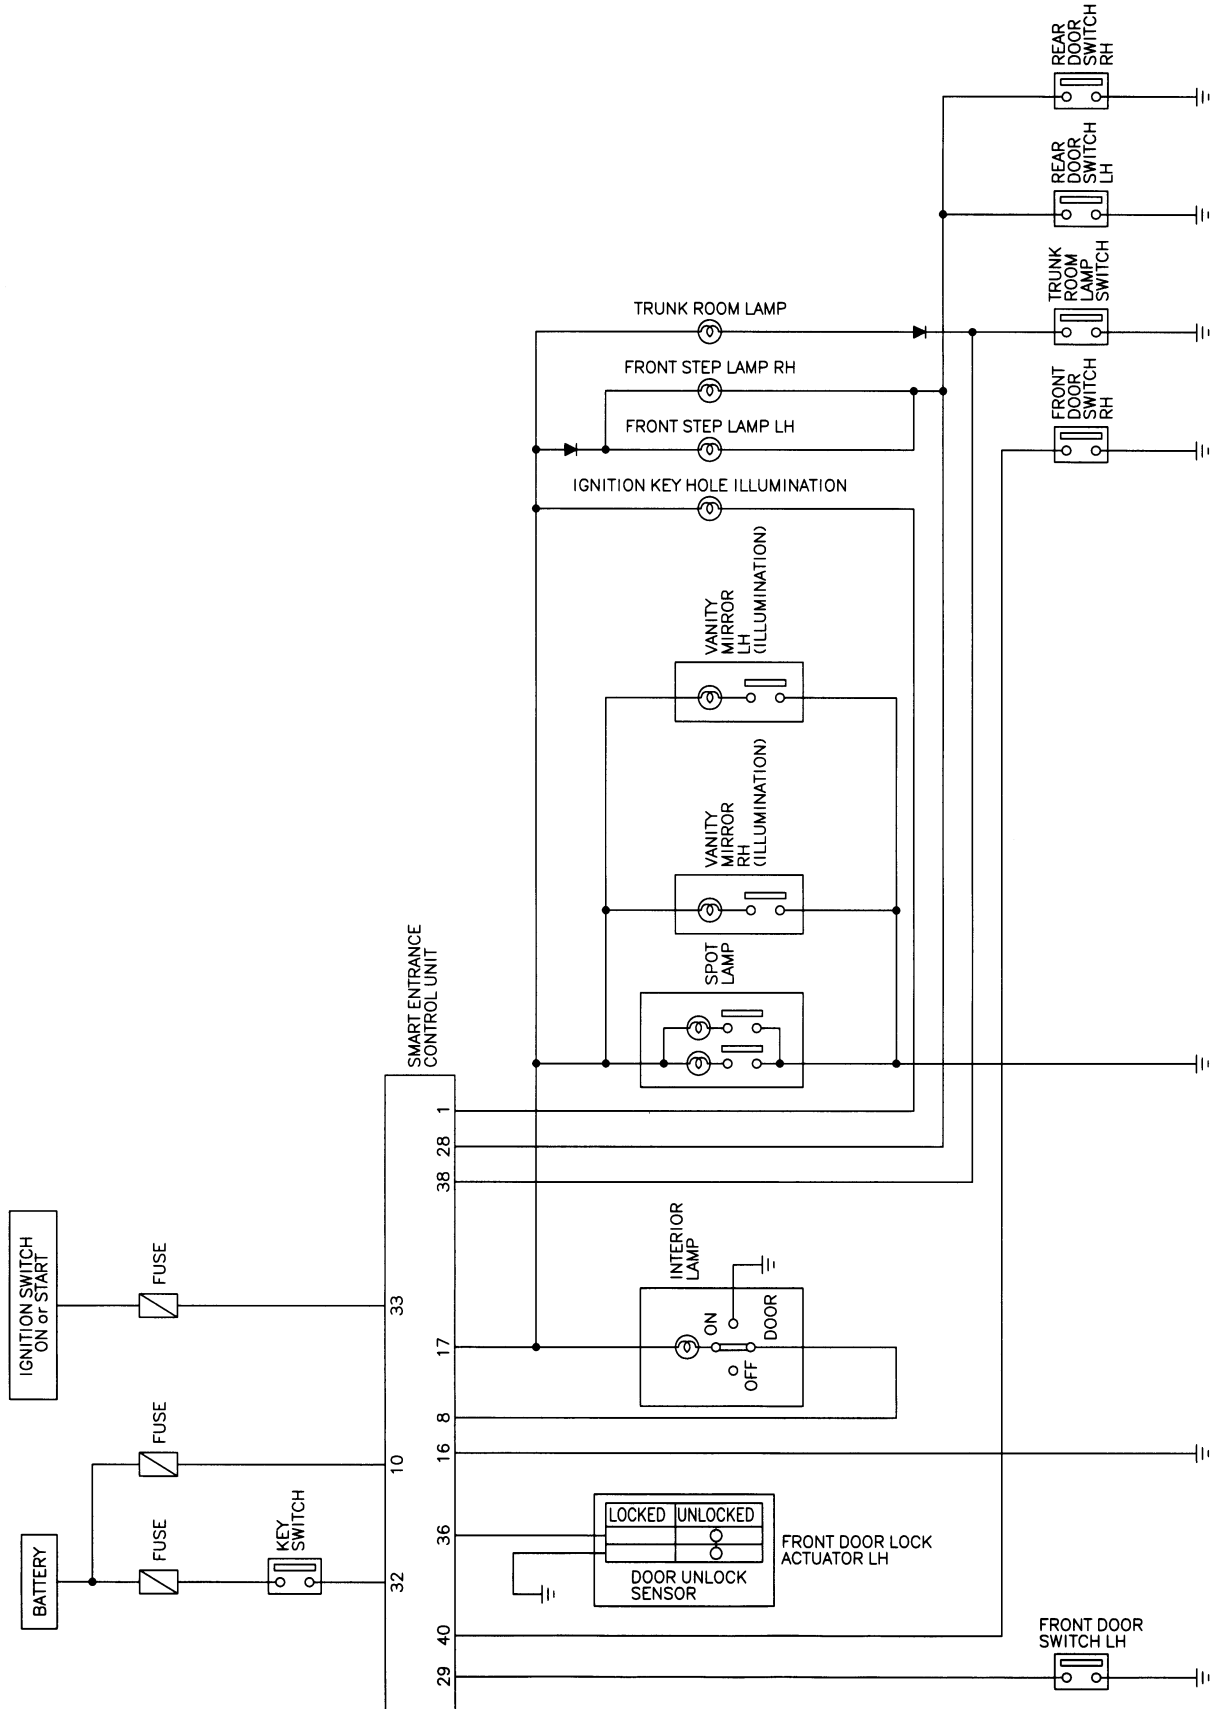 REAR
DOOR
SWITCH
RH
REAR
DOOR
SWITCH
LH
TRUNK
ROOM
LAMP
SWITCH
FRONT
DOOR
SWITCH
RH
TRUNK ROOM LAMP
FRONT STEP LAMP RH
FRONT STEP LAMP LH
IGNITION KEY HOLE ILLUMINATION
VANITY
MIRROR
LH
(ILLUMINATION)
VANITY
MIRROR
RH
(ILLUMINATION)
SPOT
LAMP
SMART ENTRANCE
CONTROL UNIT
1
28
38
INTERIOR
LAMP
ON
DOOR
OFF
IGNITION SWITCH
ON or START
FUSE
33
17
8
FUSE
10
16
BATTERY
FUSE
KEY
SWITCH
32
36
LOCKED UNLOCKED
DOOR UNLOCK
SENSOR
FRONT DOOR LOCK
ACTUATOR LH
40
29
FRONT DOOR
SWITCH LH